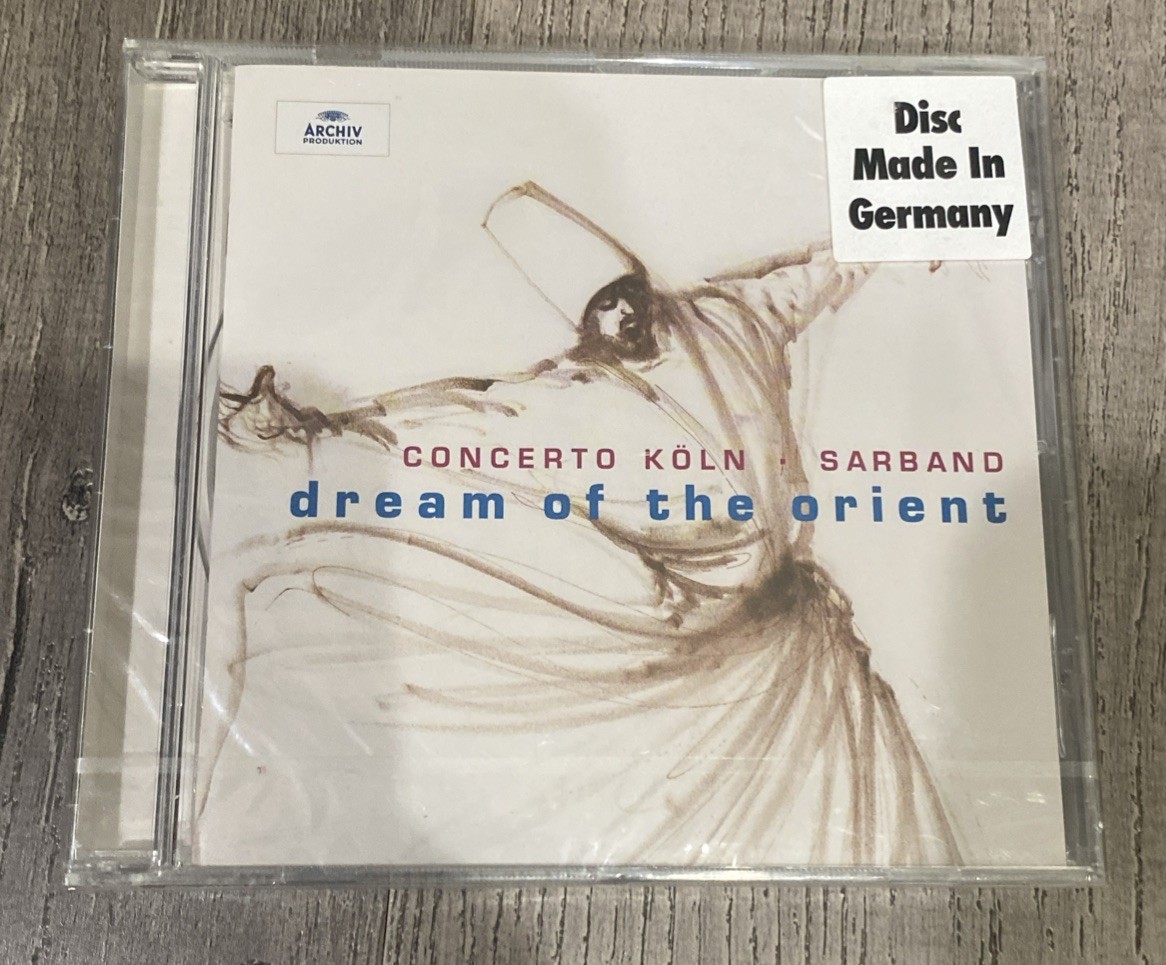 ARCHIV
PRODUKTION
Disc
Made In
Germany
CONCERTO KÖLN · SARBAND
dream of the orient